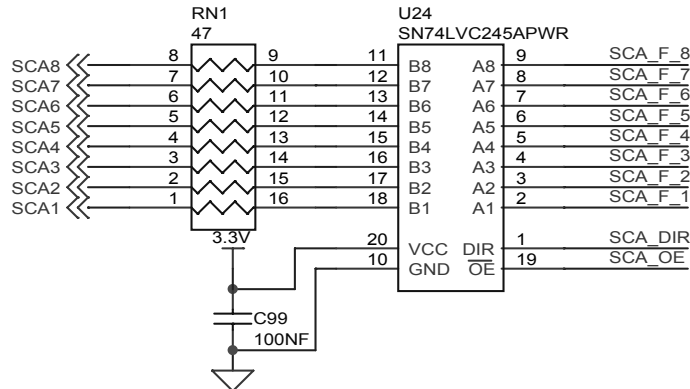 RN1
47
U24
SN74LVC245APWR
SCA8 8 9 11 B8 A8 9 SCA_F_8
SCA7 7 10 12 B7 A7 8 SCA_F_7
SCA6 6 11 13 B6 A6 7 SCA_F_6
SCA5 5 12 14 B5 A5 6 SCA_F_5
SCA4 4 13 15 B4 A4 5 SCA_F_4
SCA3 3 14 16 B3 A3 4 SCA_F_3
SCA2 2 15 17 B2 A2 3 SCA_F_2
SCA1 1 16 18 B1 A1 2 SCA_F_1
3.3V
20 VCC DIR 1 SCA_DIR
10 GND OE 19 SCA_OE
C99
100NF